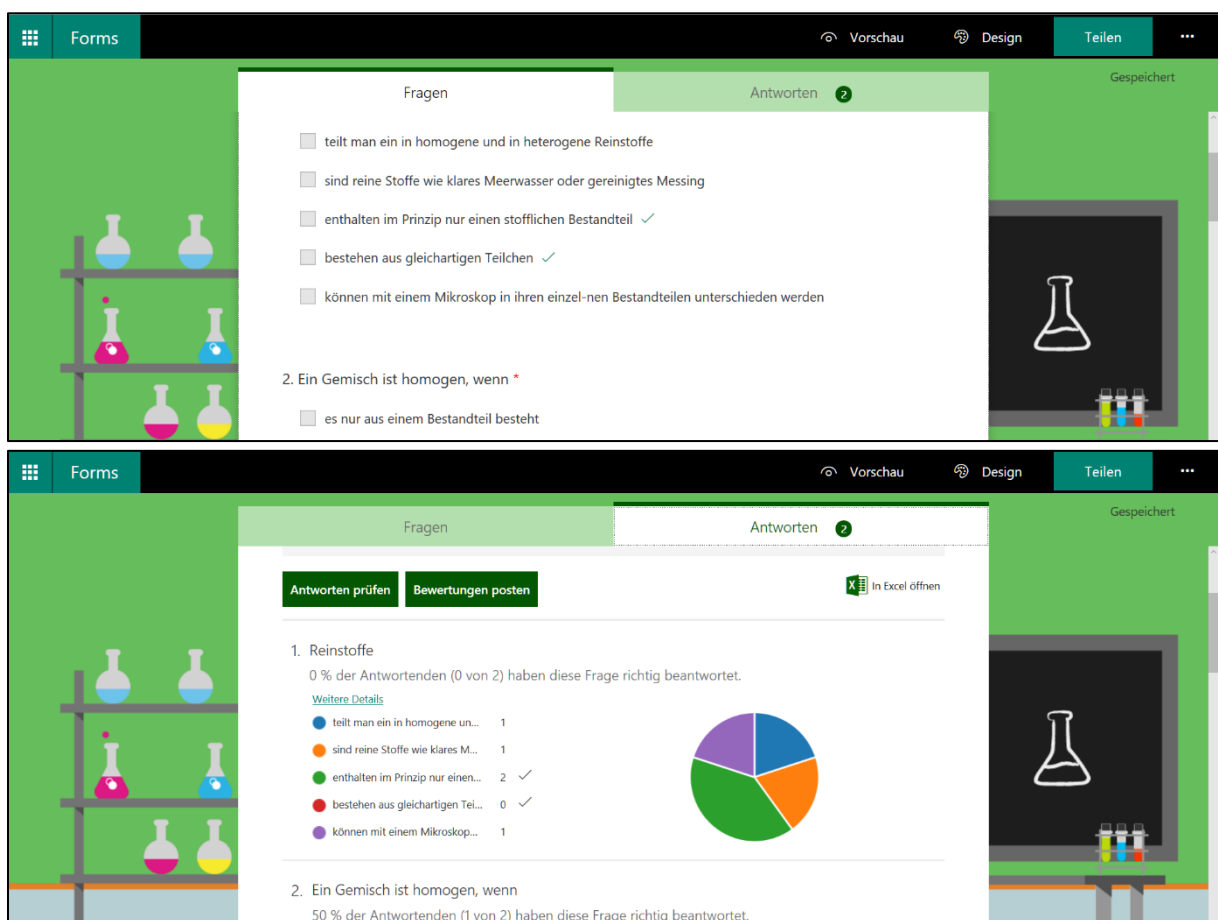 Forms Vorschau Design Teilen ...
Gespeichert
Fragen Antworten 2
teilt man ein in homogene und in heterogene Reinstoffe
sind reine Stoffe wie klares Meerwasser oder gereinigtes Messing
enthalten im Prinzip nur einen stofflichen Bestandteil
bestehen aus gleichartigen Teilchen
können mit einem Mikroskop in ihren einzel-nen Bestandteilen unterschieden werden
2. Ein Gemisch ist homogen, wenn *
es nur aus einem Bestandteil besteht
Forms Vorschau Design Teilen ...
Gespeichert
Fragen Antworten 2
Antworten prüfen Bewertungen posten In Excel öffnen
1. Reinstoffe
0 % der Antwortenden (0 von 2) haben diese Frage richtig beantwortet.
Weitere Details
teilt man ein in homogene un... 1
sind reine Stoffe wie klares M... 1
enthalten im Prinzip nur einen... 2
bestehen aus gleichartigen Tei... 0
können mit einem Mikroskop... 1
2. Ein Gemisch ist homogen, wenn
50 % der Antwortenden (1 von 2) haben diese Frage richtig beantwortet.